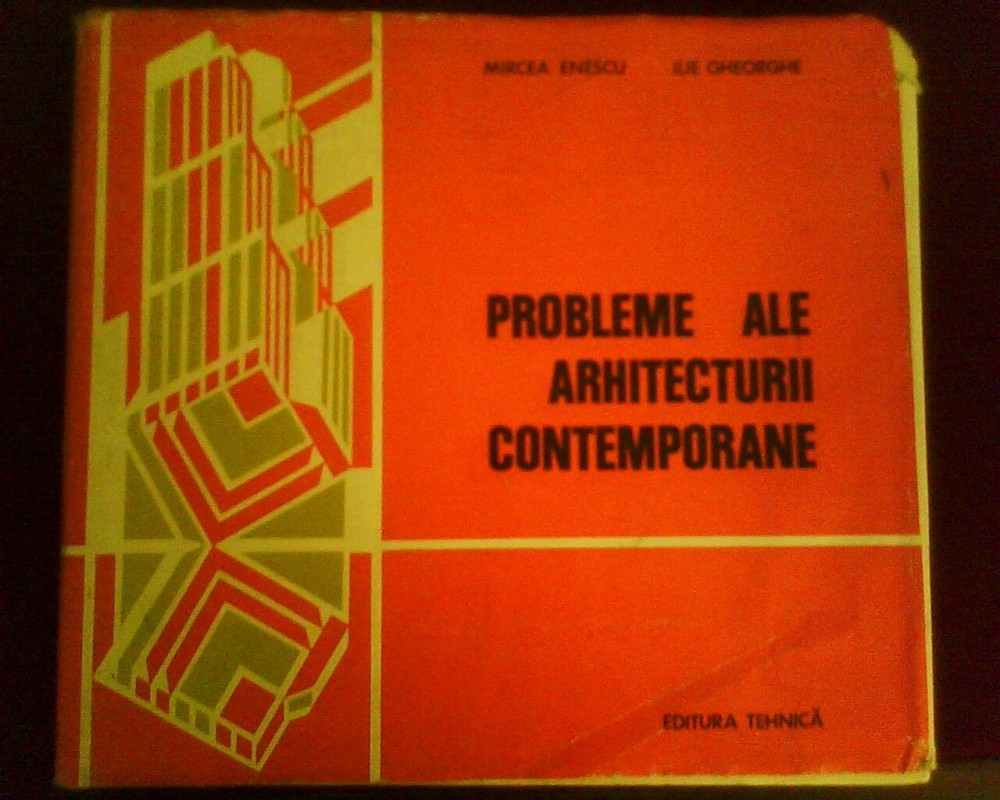 MIRCEA ENESCU ILIE GHEORGHE
PROBLEME ALE
ARHITECTURII
CONTEMPORANE
EDITURA TEHNICĂ